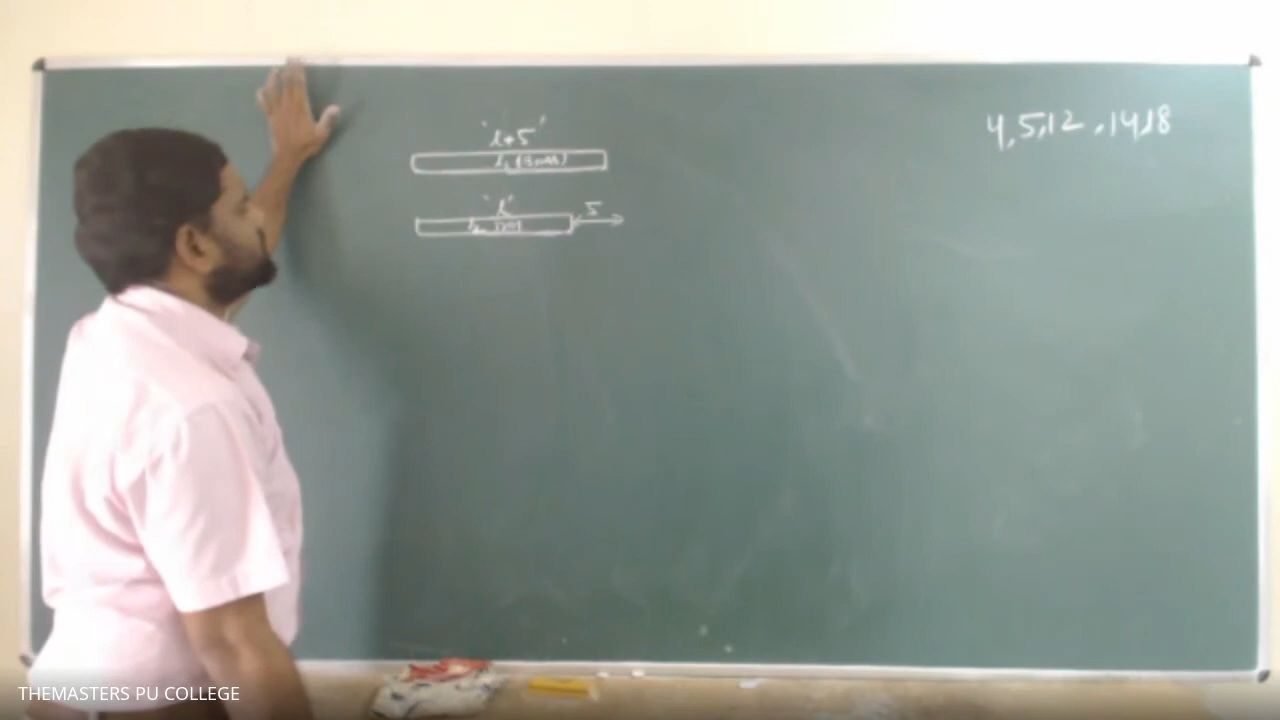 'l+5'
4,5,12,14,18
'l'
5
THEMASTERS PU COLLEGE